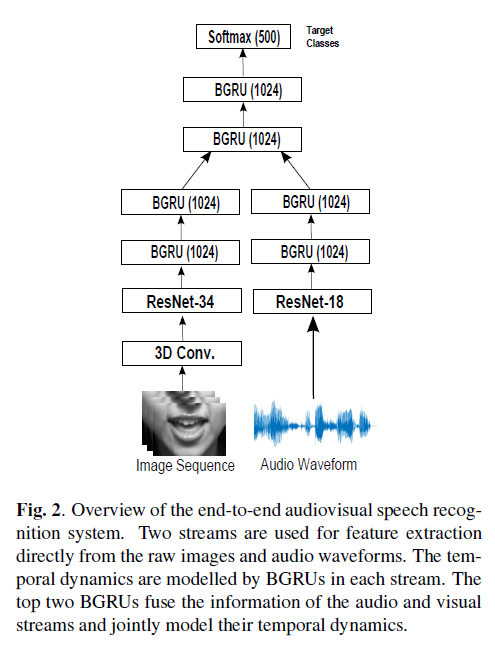 Softmax (500)
Target
Classes
BGRU (1024)
BGRU (1024)
BGRU (1024)
BGRU (1024)
BGRU (1024)
BGRU (1024)
ResNet-34
ResNet-18
3D Conv.
Image Sequence
Audio Waveform
Fig. 2. Overview of the end-to-end audiovisual speech recog-
nition system. Two streams are used for feature extraction
directly from the raw images and audio waveforms. The tem-
poral dynamics are modelled by BGRUs in each stream. The
top two BGRUs fuse the information of the audio and visual
streams and jointly model their temporal dynamics.